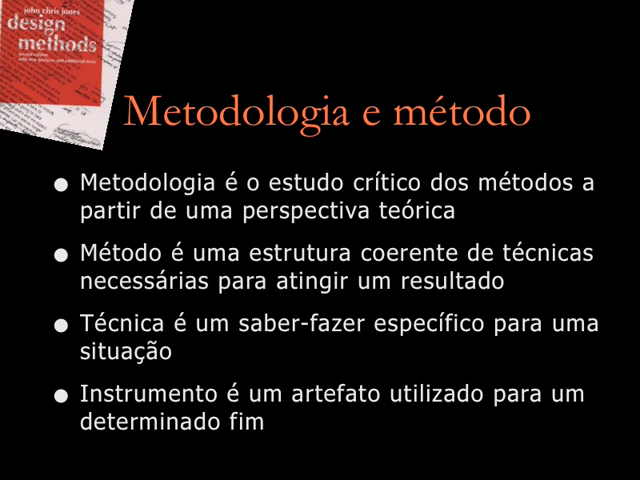 john chris jones
design
methods
Metodologia e método
● Metodologia é o estudo crítico dos métodos a
partir de uma perspectiva teórica
● Método é uma estrutura coerente de técnicas
necessárias para atingir um resultado
● Técnica é um saber-fazer específico para uma
situação
● Instrumento é um artefato utilizado para um
determinado fim